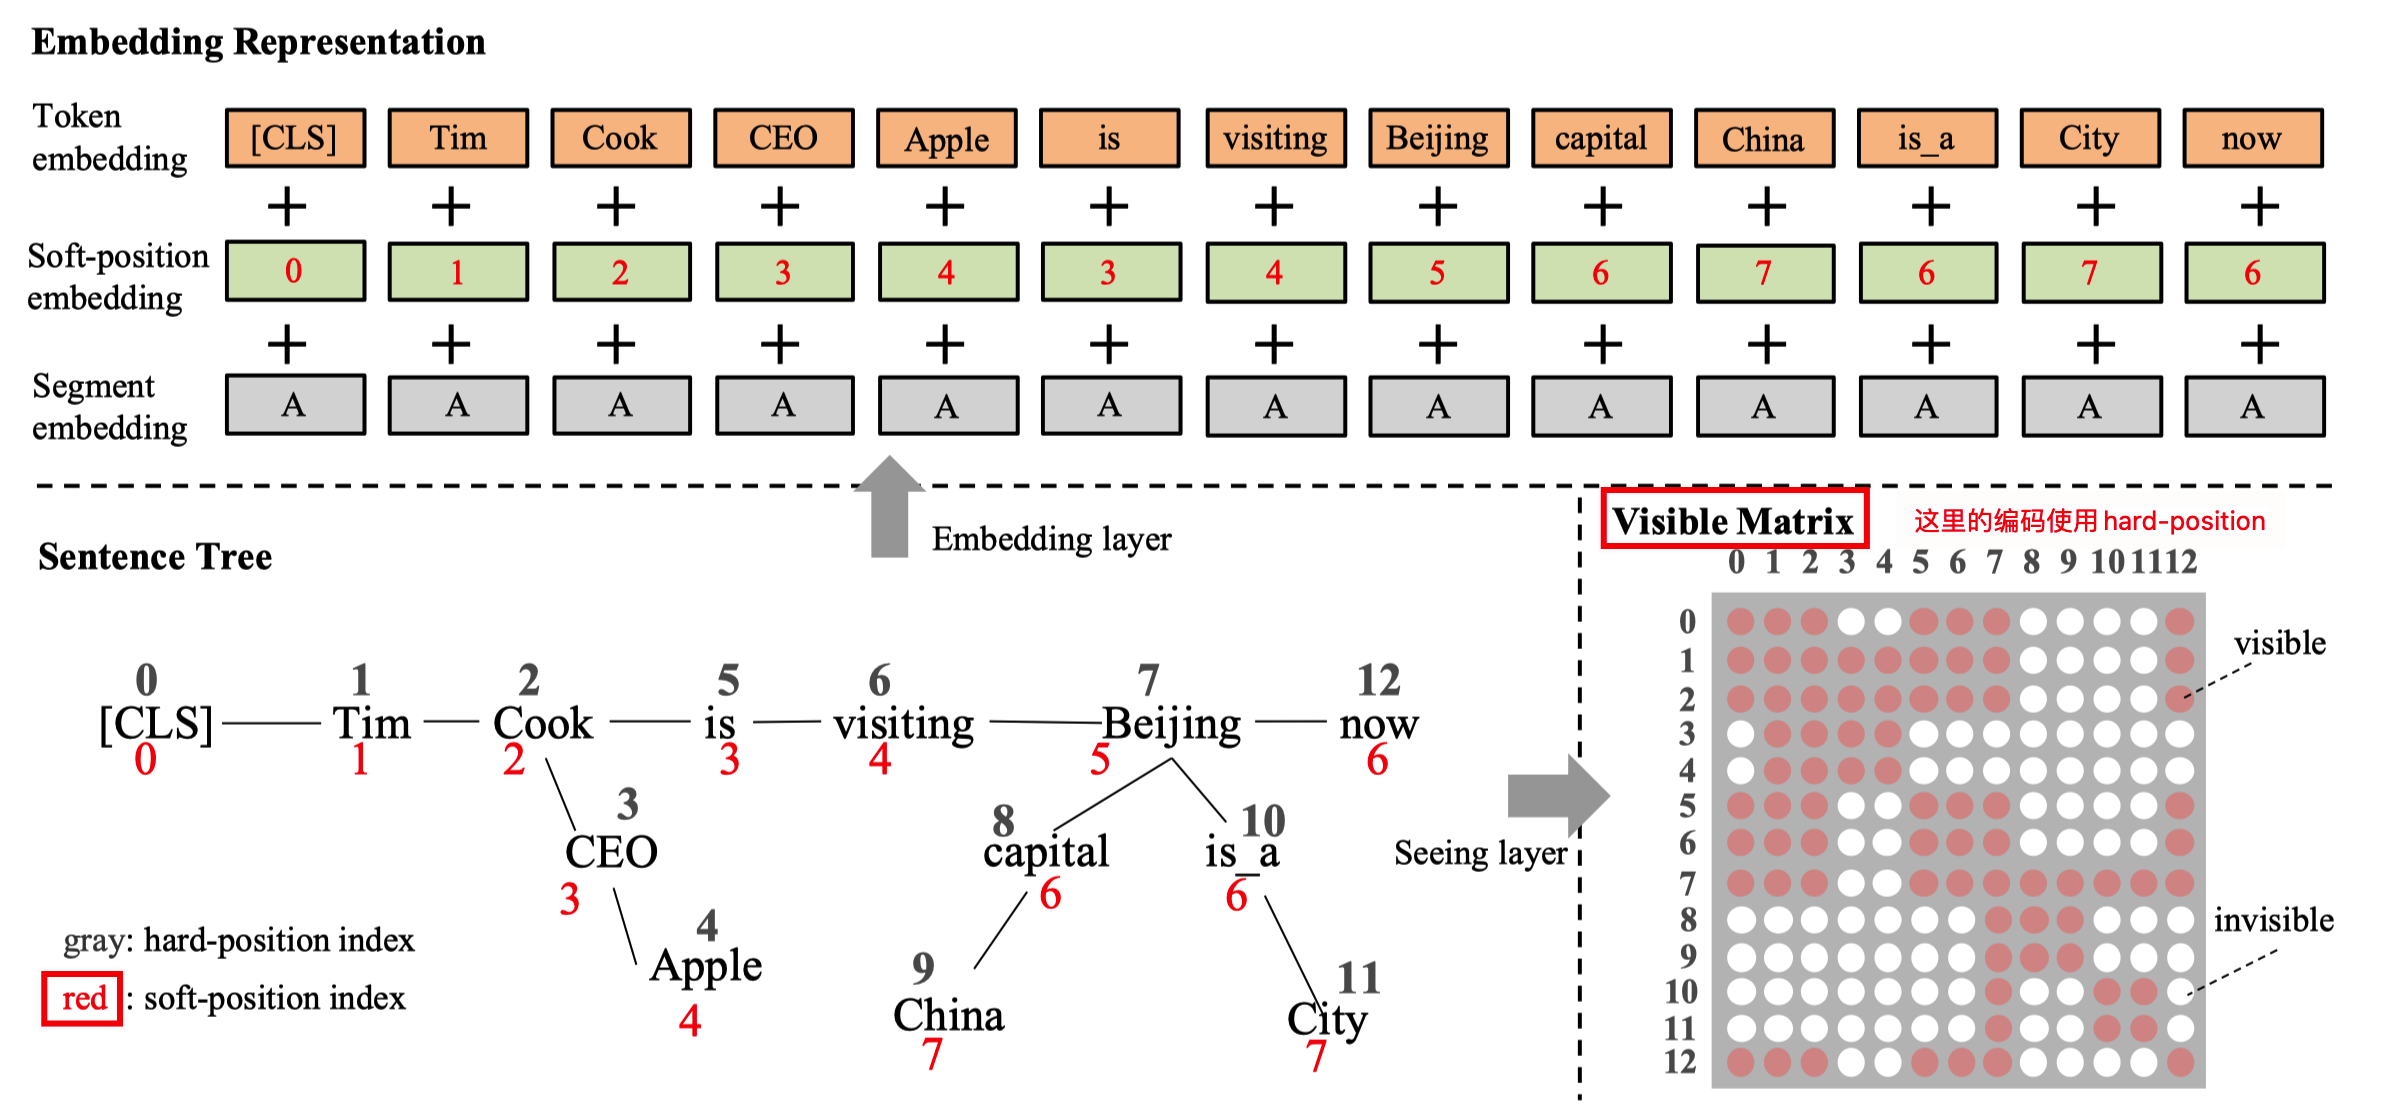 Embedding Representation
Token
embedding
[CLS] Tim Cook CEO Apple is visiting Beijing capital China is_a City now
+ + + + + + + + + + + + +
Soft-position
embedding
0 1 2 3 4 3 4 5 6 7 6 7 6
+ + + + + + + + + + + + +
Segment
embedding
A A A A A A A A A A A A A
Embedding layer
Sentence Tree
0 1 2 5 6 7 12
[CLS] Tim Cook is visiting Beijing now
0 1 2 3 4 5 6
3
CEO
3
4
Apple
4
8
capital
6
10
is_a
6
9
China
7
11
City
7
gray: hard-position index
red : soft-position index
Seeing layer
Visible Matrix
这里的编码使用 hard-position
0 1 2 3 4 5 6 7 8 9 10 11 12
0
1
2
3
4
5
6
7
8
9
10
11
12
visible
invisible